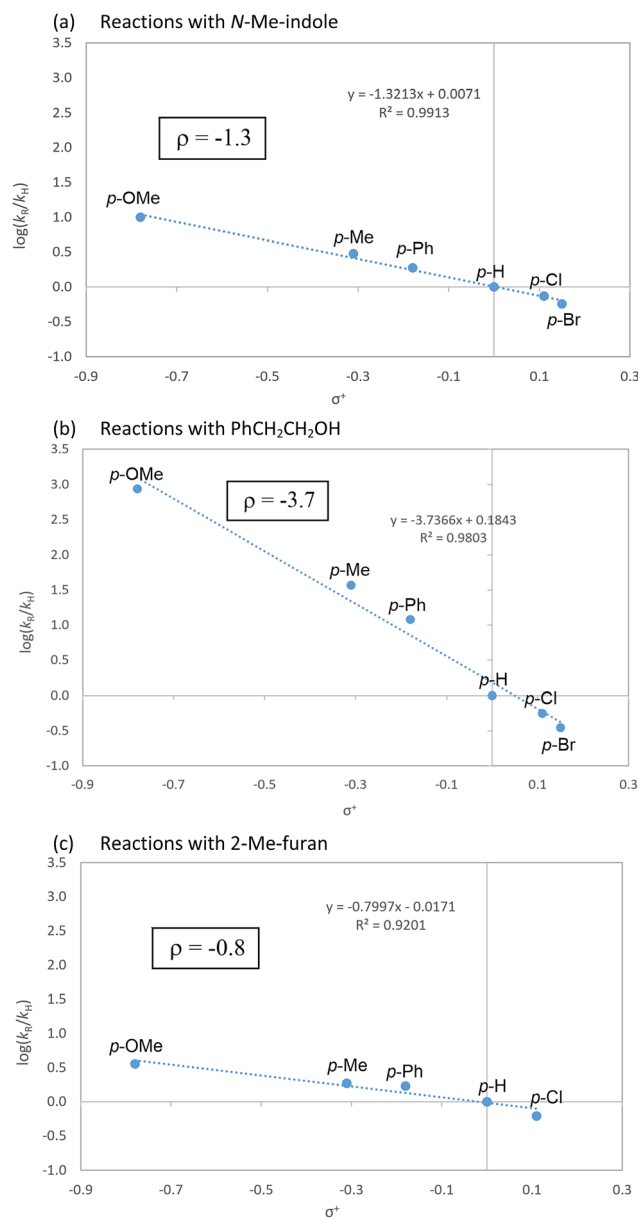 (a) Reactions with N-Me-indole
3.5
3.0
2.5
2.0
1.5
1.0
0.5
0.0
-0.5
-1.0
log(kR/kH)
y = -1.3213x + 0.0071
R² = 0.9913
ρ = -1.3
p-OMe
p-Me
p-Ph
p-H
p-Cl
p-Br
-0.9 -0.7 -0.5 -0.3 -0.1 0.1 0.3
σ⁺
(b) Reactions with PhCH₂CH₂OH
3.5
3.0
2.5
2.0
1.5
1.0
0.5
0.0
-0.5
-1.0
log(kR/kH)
p-OMe
ρ = -3.7
y = -3.7366x + 0.1843
R² = 0.9803
p-Me
p-Ph
p-H
p-Cl
p-Br
-0.9 -0.7 -0.5 -0.3 -0.1 0.1 0.3
σ⁺
(c) Reactions with 2-Me-furan
3.5
3.0
2.5
2.0
1.5
1.0
0.5
0.0
-0.5
-1.0
log(kR/kH)
y = -0.7997x - 0.0171
R² = 0.9201
ρ = -0.8
p-OMe
p-Me
p-Ph
p-H
p-Cl
-0.9 -0.7 -0.5 -0.3 -0.1 0.1 0.3
σ⁺